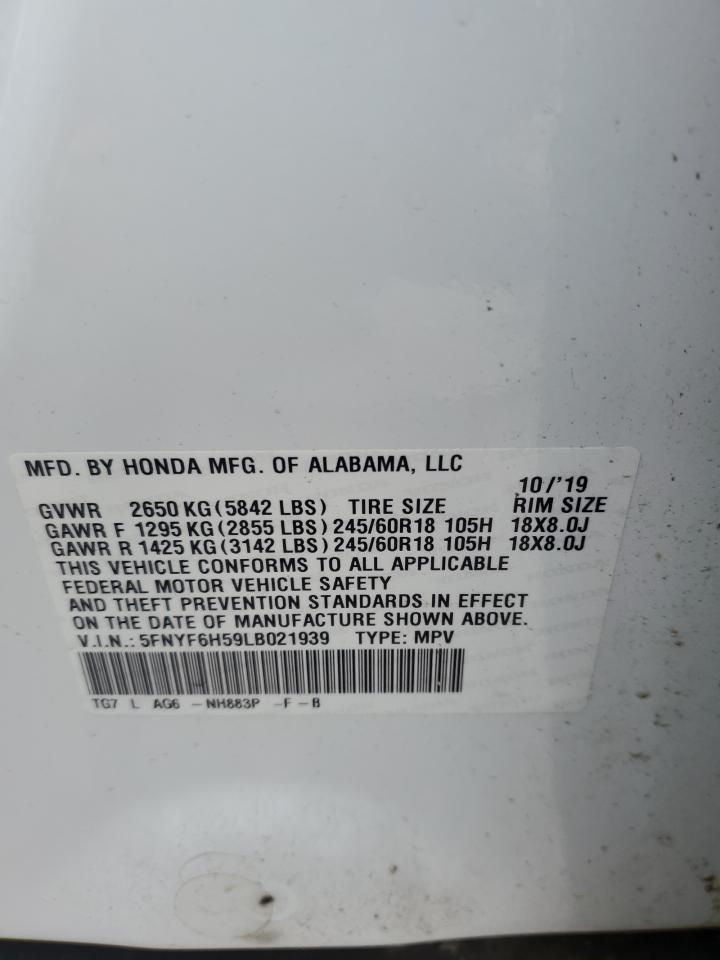 MFD. BY HONDA MFG. OF ALABAMA, LLC
10/'19
GVWR 2650 KG (5842 LBS) TIRE SIZE RIM SIZE
GAWR F 1295 KG (2855 LBS) 245/60R18 105H 18X8.0J
GAWR R 1425 KG (3142 LBS) 245/60R18 105H 18X8.0J
THIS VEHICLE CONFORMS TO ALL APPLICABLE
FEDERAL MOTOR VEHICLE SAFETY
AND THEFT PREVENTION STANDARDS IN EFFECT
ON THE DATE OF MANUFACTURE SHOWN ABOVE.
V.I.N.: 5FNYF6H59LB021939 TYPE: MPV
TG7 L AG6 -NH883P -F-B